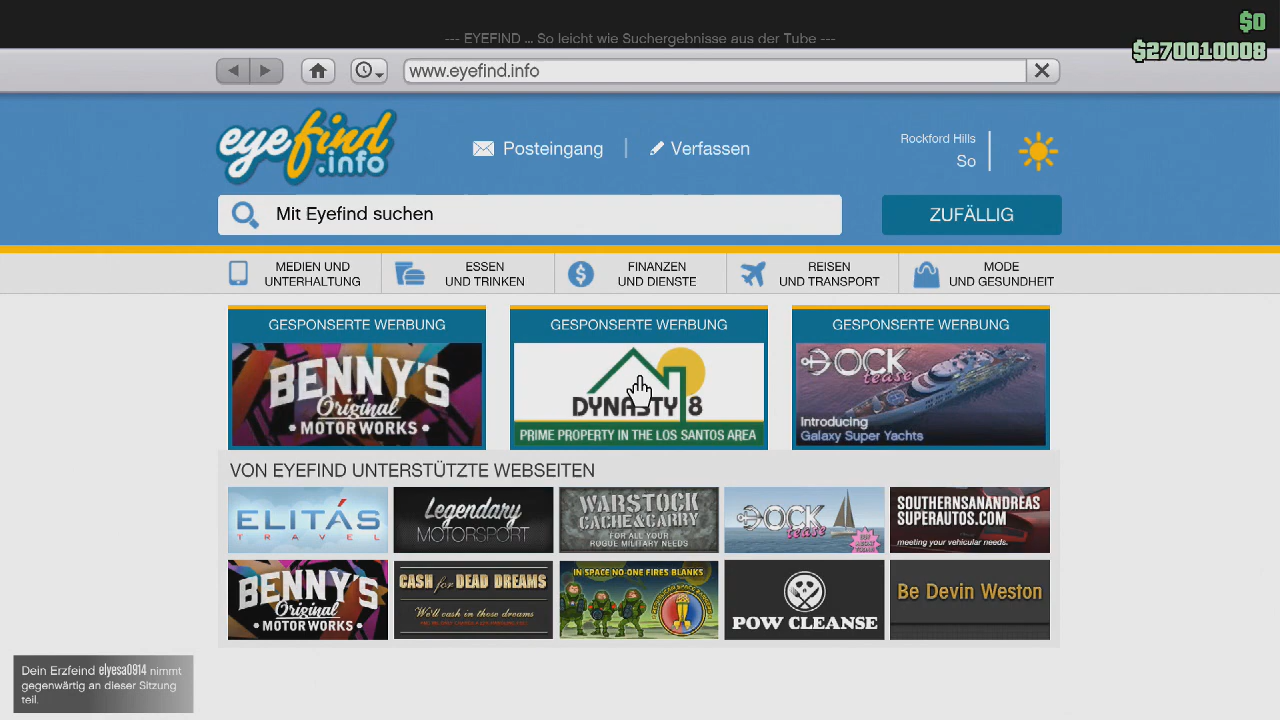 $0
--- EYEFIND ... So leicht wie Suchergebnisse aus der Tube ---
$270010008
www.eyefind.info
eyefind
.info
Posteingang
Verfassen
Rockford Hills
So
Mit Eyefind suchen
ZUFÄLLIG
MEDIEN UND
UNTERHALTUNG
ESSEN
UND TRINKEN
FINANZEN
UND DIENSTE
REISEN
UND TRANSPORT
MODE
UND GESUNDHEIT
GESPONSERTE WERBUNG
BENNY'S
Original
MOTOR WORKS
GESPONSERTE WERBUNG
DYNASTY 8
PRIME PROPERTY IN THE LOS SANTOS AREA
GESPONSERTE WERBUNG
DOCK
tease
Introducing
Galaxy Super Yachts
VON EYEFIND UNTERSTÜTZTE WEBSEITEN
ELITÁS
TRAVEL
Legendary
MOTORSPORT
WARSTOCK
CACHE & CARRY
FOR ALL YOUR
ROGUE MILITARY NEEDS
DOCK
tease
SOUTHERNSANANDREAS
SUPERAUTOS.COM
meeting your vehicular needs.
BENNY'S
Original
MOTOR WORKS
CASH for DEAD DREAMS
We'll cash in those dreams
IN SPACE NO ONE FIRES BLANKS
POW CLEANSE
Be Devin Weston
Dein Erzfeind elyesa0914 nimmt
gegenwärtig an dieser Sitzung
teil.